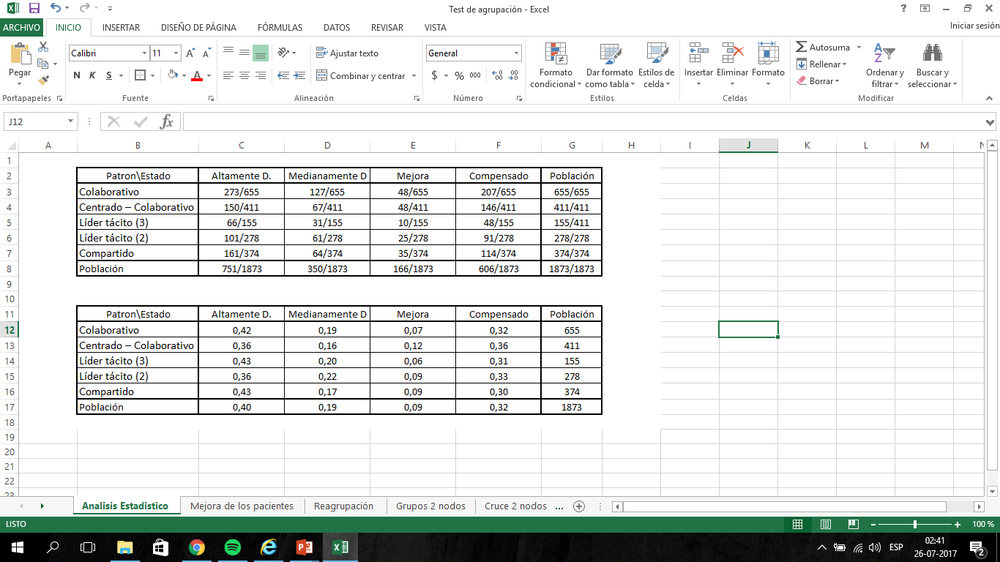 Test de agrupación - Excel
ARCHIVO INICIO INSERTAR DISEÑO DE PÁGINA FÓRMULAS DATOS REVISAR VISTA Iniciar sesión
Pegar
Portapapeles
Calibri 11
N K S
Fuente
Ajustar texto
Combinar y centrar
Alineación
General
$ % 000
Número
Formato condicional
Dar formato como tabla
Estilos de celda
Estilos
Insertar Eliminar Formato
Celdas
Autosuma
Rellenar
Borrar
Ordenar y filtrar
Buscar y seleccionar
Modificar
J12
A B C D E F G H I J K L M N
1
2 Patron\Estado Altamente D. Medianamente D Mejora Compensado Población
3 Colaborativo 273/655 127/655 48/655 207/655 655/655
4 Centrado – Colaborativo 150/411 67/411 48/411 146/411 411/411
5 Líder tácito (3) 66/155 31/155 10/155 48/155 155/411
6 Líder tácito (2) 101/278 61/278 25/278 91/278 278/278
7 Compartido 161/374 64/374 35/374 114/374 374/374
8 Población 751/1873 350/1873 166/1873 606/1873 1873/1873
9
10
11 Patron\Estado Altamente D. Medianamente D Mejora Compensado Población
12 Colaborativo 0,42 0,19 0,07 0,32 655
13 Centrado – Colaborativo 0,36 0,16 0,12 0,36 411
14 Líder tácito (3) 0,43 0,20 0,06 0,31 155
15 Líder tácito (2) 0,36 0,22 0,09 0,33 278
16 Compartido 0,43 0,17 0,09 0,30 374
17 Población 0,40 0,19 0,09 0,32 1873
18
19
20
21
22
23
Analisis Estadistico Mejora de los pacientes Reagrupación Grupos 2 nodos Cruce 2 nodos ...
LISTO 100 %
ESP 02:41
26-07-2017 2